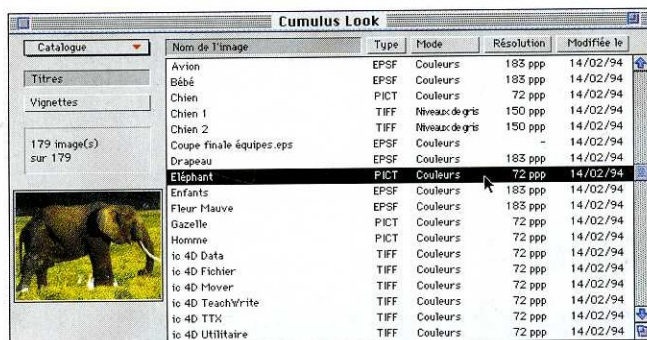 Cumulus Look
Catalogue
Titres
Vignettes
179 image(s)
sur 179
Nom de l'image Type Mode Résolution Modifiée le
Avion EPSF Couleurs 183 ppp 14/02/94
Bébé EPSF Couleurs 183 ppp 14/02/94
Chien PICT Couleurs 72 ppp 14/02/94
Chien 1 TIFF Niveaux de gris 150 ppp 14/02/94
Chien 2 TIFF Niveaux de gris 150 ppp 14/02/94
Coupe finale équipes.eps EPSF Couleurs - 14/02/94
Drapeau EPSF Couleurs 183 ppp 14/02/94
Eléphant PICT Couleurs 72 ppp 14/02/94
Enfants EPSF Couleurs 183 ppp 14/02/94
Fleur Mauve EPSF Couleurs 183 ppp 14/02/94
Gazelle PICT Couleurs 72 ppp 14/02/94
Homme PICT Couleurs 72 ppp 14/02/94
ic 4D Data TIFF Couleurs 72 ppp 14/02/94
ic 4D Fichier TIFF Couleurs 72 ppp 14/02/94
ic 4D Mover TIFF Couleurs 72 ppp 14/02/94
ic 4D TeachWrite TIFF Couleurs 72 ppp 14/02/94
ic 4D TTX TIFF Couleurs 72 ppp 14/02/94
ic 4D Utilitaire TIFF Couleurs 72 ppp 14/02/94